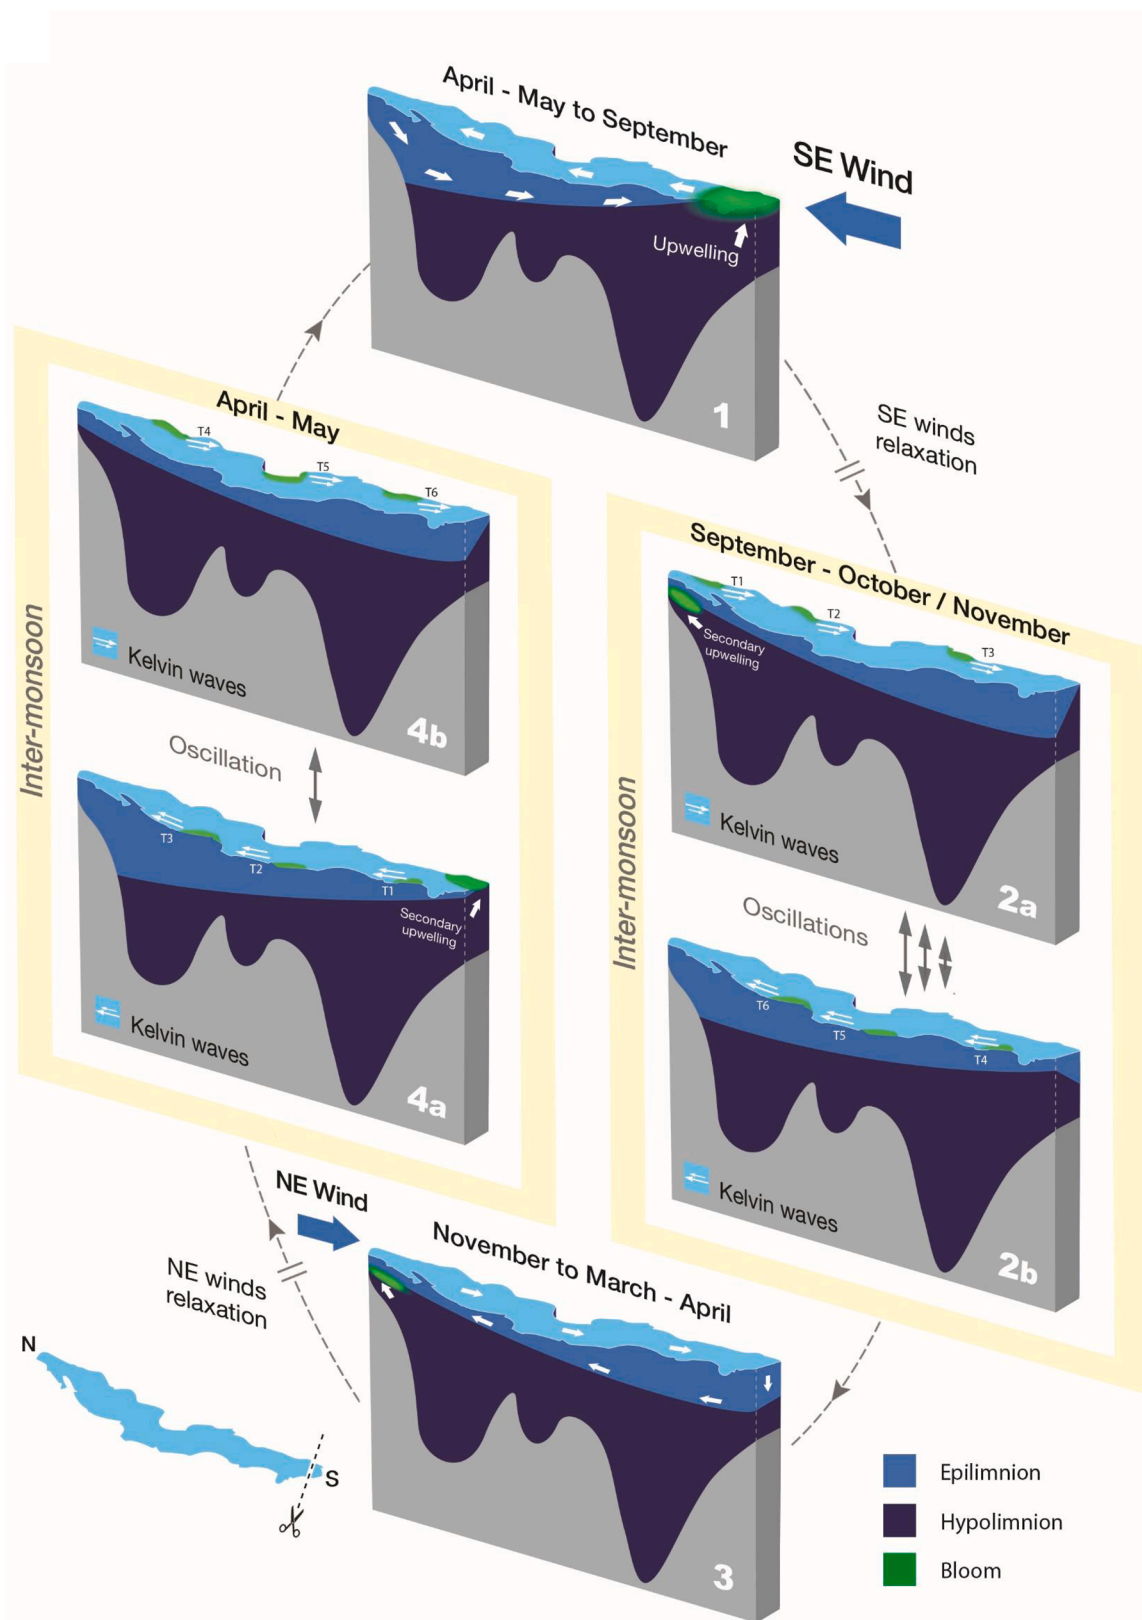 April - May to September
SE Wind
Upwelling
1
SE winds
relaxation
April - May
T4
T5
T6
Kelvin waves
4b
Inter-monsoon
Oscillation
T3
T2
T1
Secondary
upwelling
Kelvin waves
4a
September - October / November
T1
T2
T3
Secondary
upwelling
Kelvin waves
2a
Inter-monsoon
Oscillations
T6
T5
T4
Kelvin waves
2b
NE Wind
NE winds
relaxation
November to March - April
3
N
S
Epilimnion
Hypolimnion
Bloom